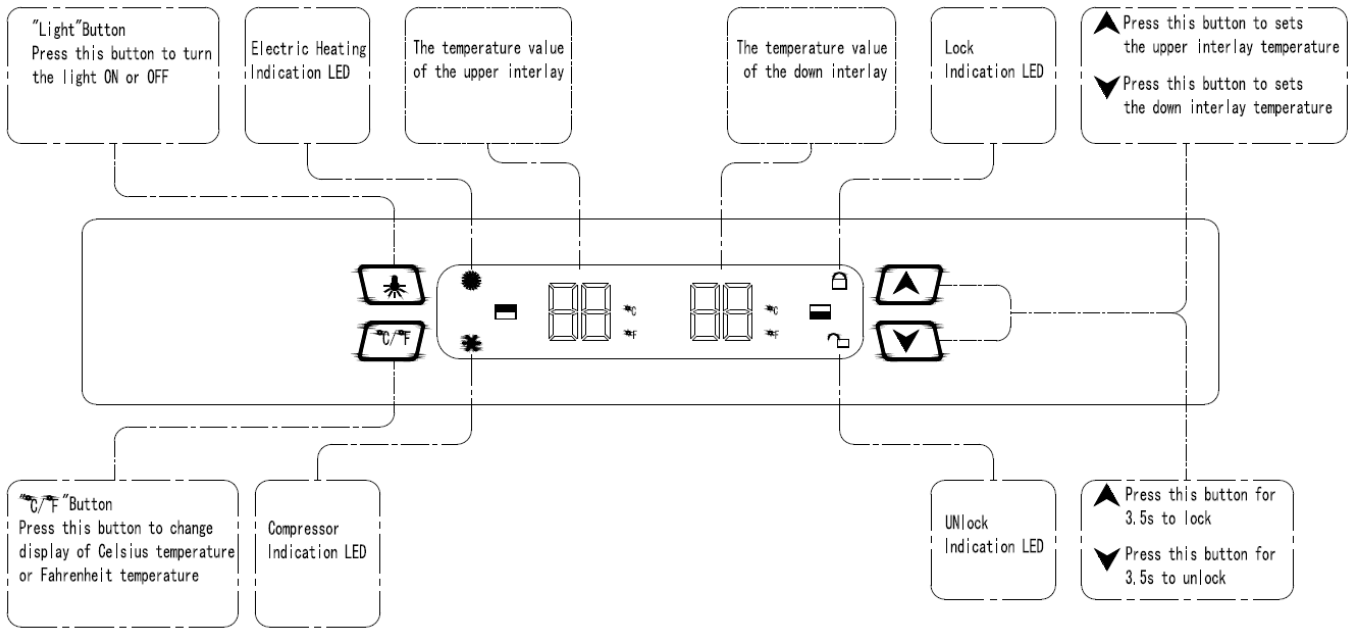 "Light"Button
Press this button to turn
the light ON or OFF
Electric Heating
Indication LED
The temperature value
of the upper interlay
The temperature value
of the down interlay
Lock
Indication LED
Press this button to sets
the upper interlay temperature
Press this button to sets
the down interlay temperature
℃/℉
88
℃
℉
88
℃
℉
"℃/℉"Button
Press this button to change
display of Celsius temperature
or Fahrenheit temperature
Compressor
Indication LED
UNlock
Indication LED
Press this button for
3.5s to lock
Press this button for
3.5s to unlock